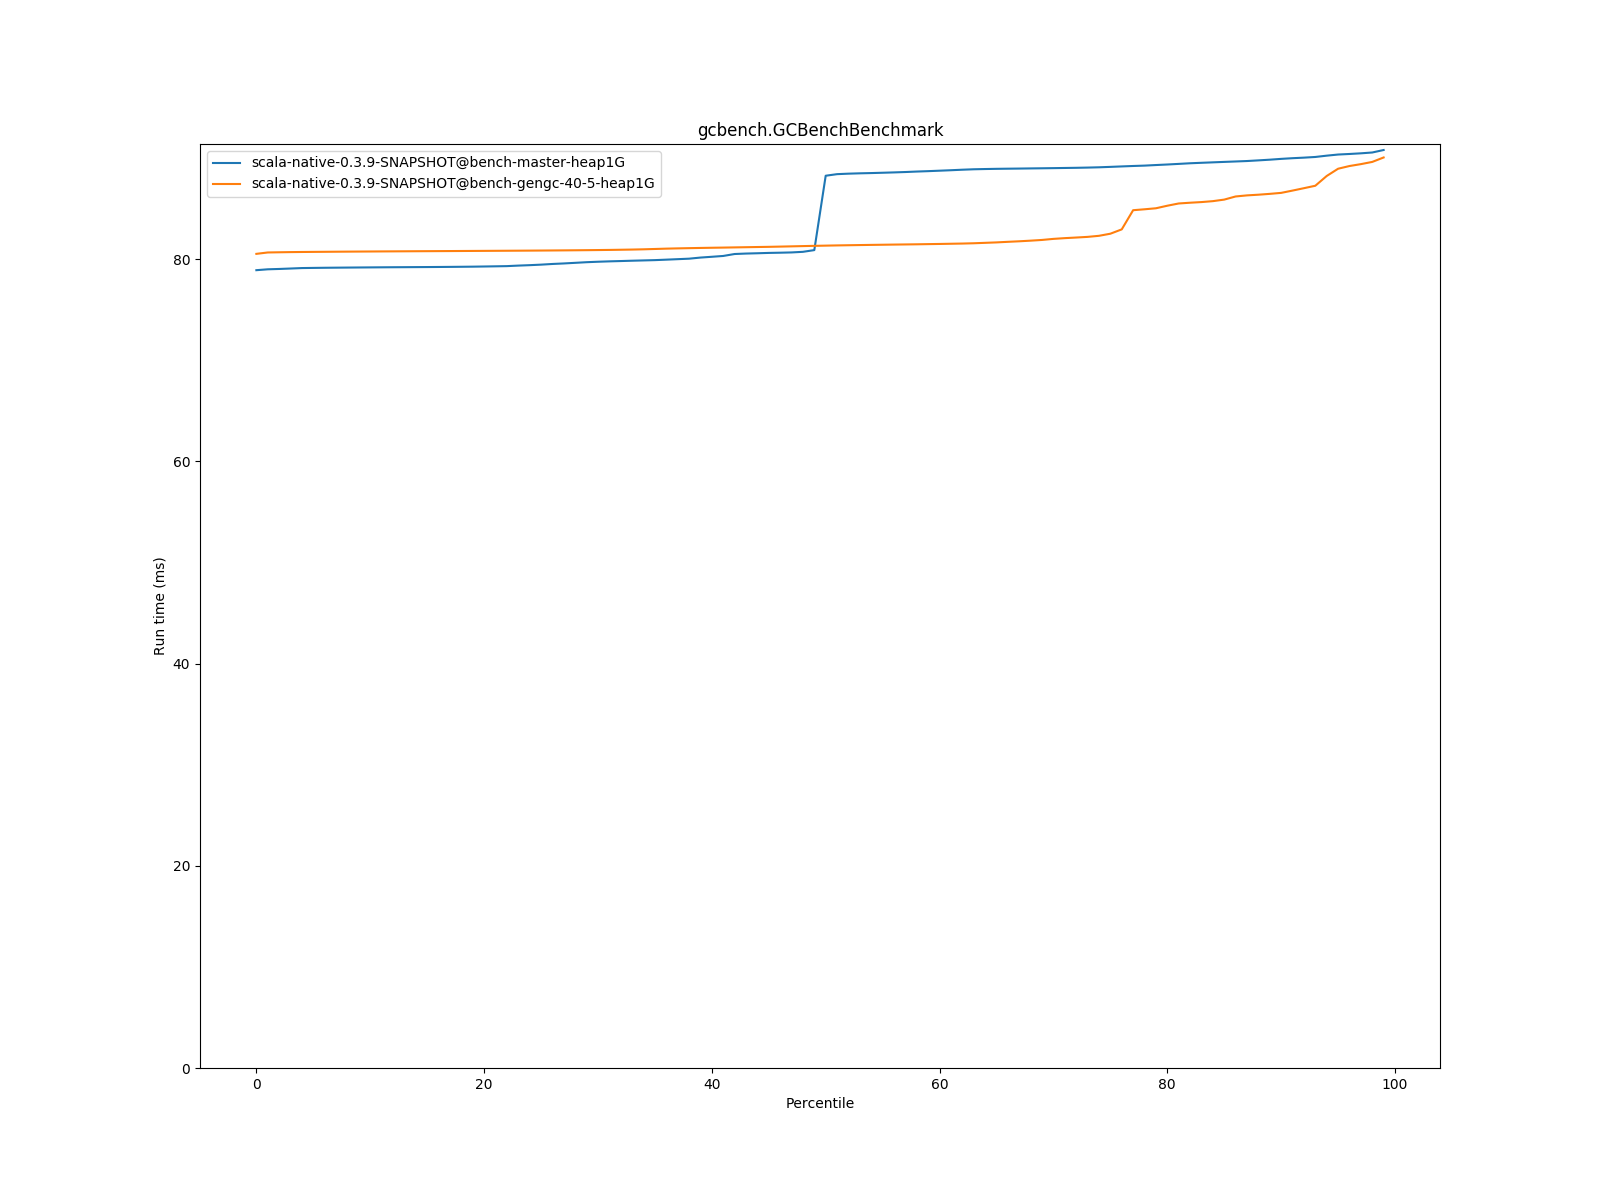 gcbench.GCBenchBenchmark
scala-native-0.3.9-SNAPSHOT@bench-master-heap1G
scala-native-0.3.9-SNAPSHOT@bench-gengc-40-5-heap1G
80
60
40
20
0
Run time (ms)
0 20 40 60 80 100
Percentile